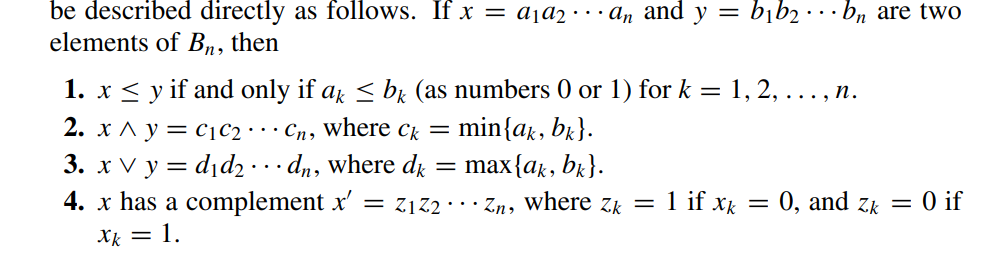 be described directly as follows. If x = a₁a₂ ··· aₙ and y = b₁b₂ ··· bₙ are two
elements of Bₙ, then
1. x ≤ y if and only if aₖ ≤ bₖ (as numbers 0 or 1) for k = 1, 2, . . . , n.
2. x ∧ y = c₁c₂ ··· cₙ, where cₖ = min{aₖ, bₖ}.
3. x ∨ y = d₁d₂ ··· dₙ, where dₖ = max{aₖ, bₖ}.
4. x has a complement x′ = z₁z₂ ··· zₙ, where zₖ = 1 if xₖ = 0, and zₖ = 0 if
xₖ = 1.